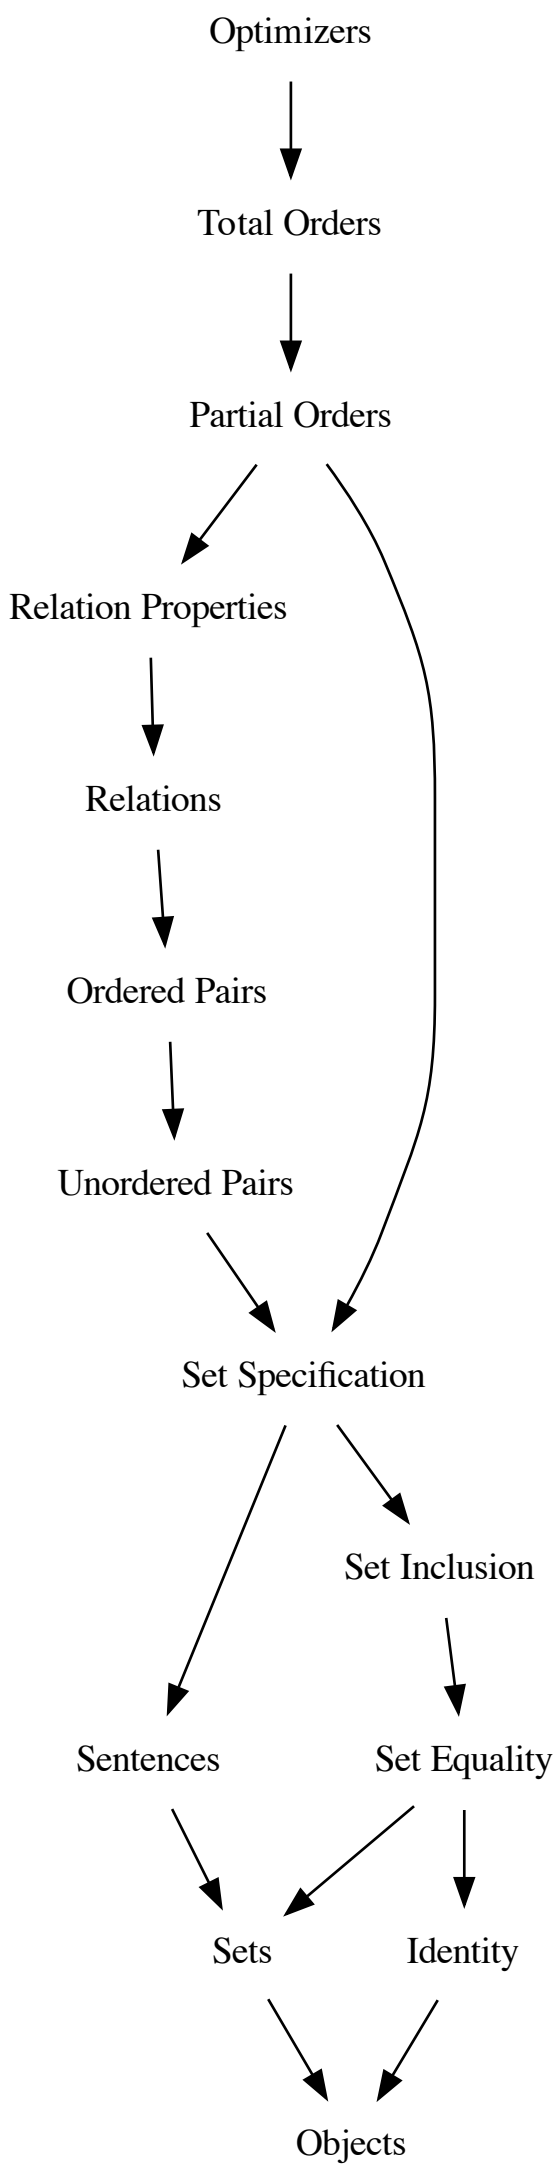 Optimizers
Total Orders
Partial Orders
Relation Properties
Relations
Ordered Pairs
Unordered Pairs
Set Specification
Set Inclusion
Sentences
Set Equality
Sets
Identity
Objects